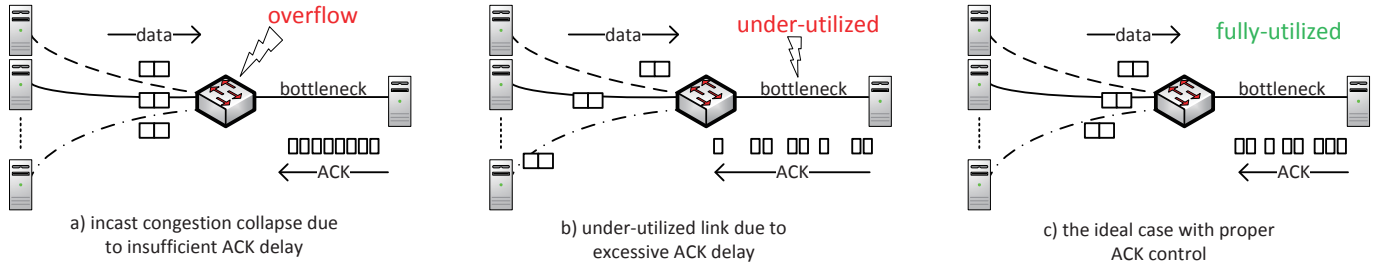 overflow
data
bottleneck
ACK
a) incast congestion collapse due
to insufficient ACK delay
under-utilized
data
bottleneck
ACK
b) under-utilized link due to
excessive ACK delay
fully-utilized
data
bottleneck
ACK
c) the ideal case with proper
ACK control